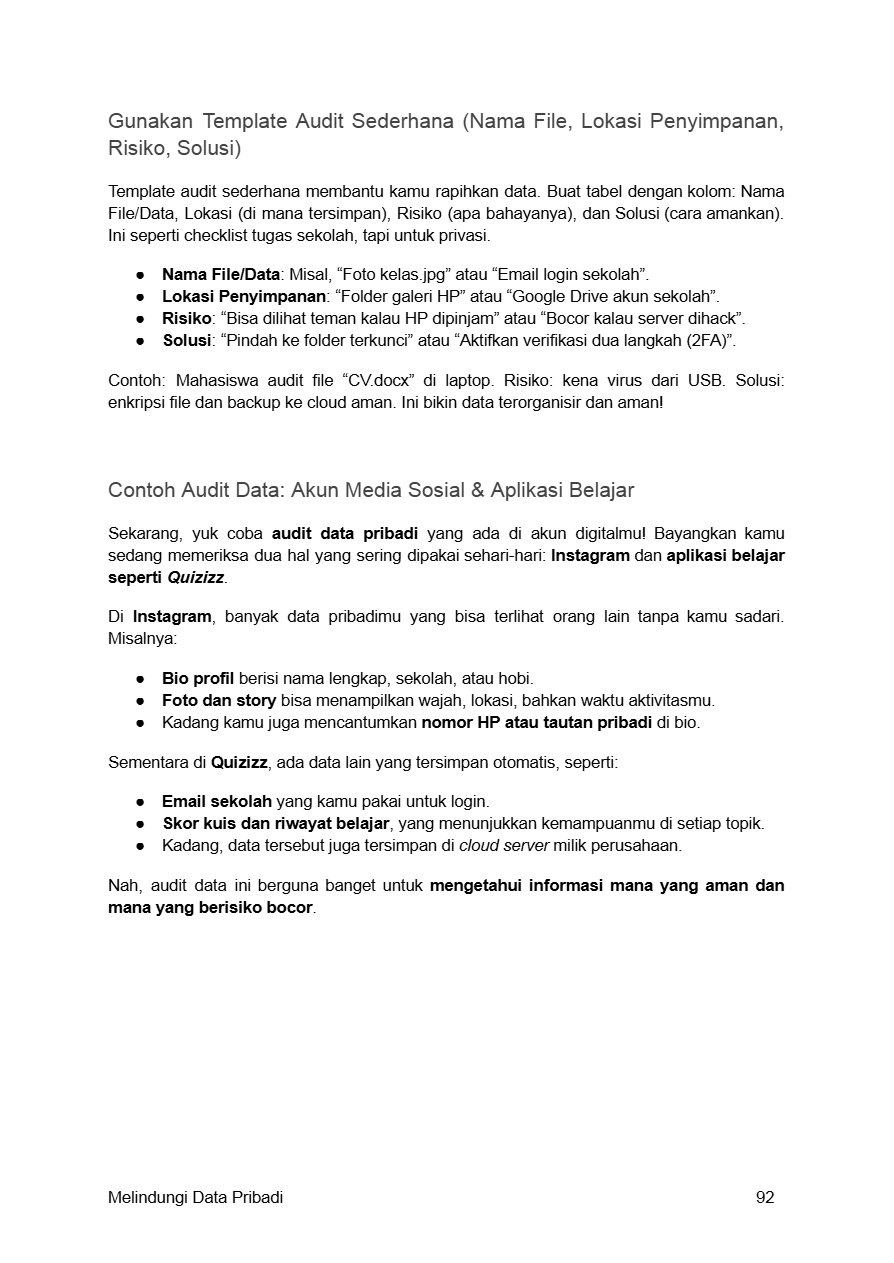 Gunakan Template Audit Sederhana (Nama File, Lokasi Penyimpanan,
Risiko, Solusi)
Template audit sederhana membantu kamu rapihkan data. Buat tabel dengan kolom: Nama
File/Data, Lokasi (di mana tersimpan), Risiko (apa bahayanya), dan Solusi (cara amankan).
Ini seperti checklist tugas sekolah, tapi untuk privasi.
● Nama File/Data: Misal, “Foto kelas.jpg” atau “Email login sekolah”.
● Lokasi Penyimpanan: “Folder galeri HP” atau “Google Drive akun sekolah”.
● Risiko: “Bisa dilihat teman kalau HP dipinjam” atau “Bocor kalau server dihack”.
● Solusi: “Pindah ke folder terkunci” atau “Aktifkan verifikasi dua langkah (2FA)”.
Contoh: Mahasiswa audit file “CV.docx” di laptop. Risiko: kena virus dari USB. Solusi:
enkripsi file dan backup ke cloud aman. Ini bikin data terorganisir dan aman!
Contoh Audit Data: Akun Media Sosial & Aplikasi Belajar
Sekarang, yuk coba audit data pribadi yang ada di akun digitalmu! Bayangkan kamu
sedang memeriksa dua hal yang sering dipakai sehari-hari: Instagram dan aplikasi belajar
seperti Quizizz.
Di Instagram, banyak data pribadimu yang bisa terlihat orang lain tanpa kamu sadari.
Misalnya:
● Bio profil berisi nama lengkap, sekolah, atau hobi.
● Foto dan story bisa menampilkan wajah, lokasi, bahkan waktu aktivitasmu.
● Kadang kamu juga mencantumkan nomor HP atau tautan pribadi di bio.
Sementara di Quizizz, ada data lain yang tersimpan otomatis, seperti:
● Email sekolah yang kamu pakai untuk login.
● Skor kuis dan riwayat belajar, yang menunjukkan kemampuanmu di setiap topik.
● Kadang, data tersebut juga tersimpan di cloud server milik perusahaan.
Nah, audit data ini berguna banget untuk mengetahui informasi mana yang aman dan
mana yang berisiko bocor.
Melindungi Data Pribadi 92